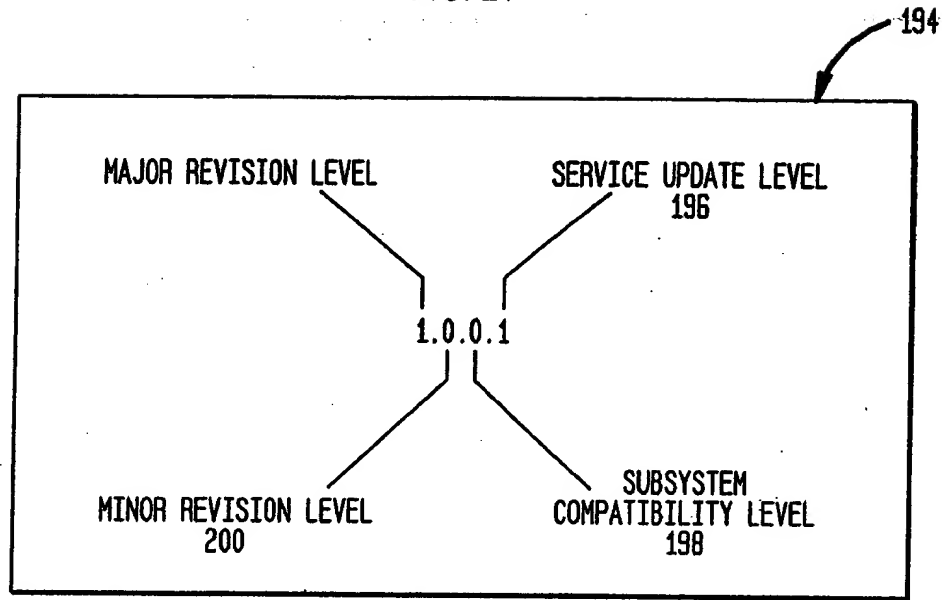 194
MAJOR REVISION LEVEL
SERVICE UPDATE LEVEL
196
1.0.0.1
MINOR REVISION LEVEL
200
SUBSYSTEM
COMPATIBILITY LEVEL
198